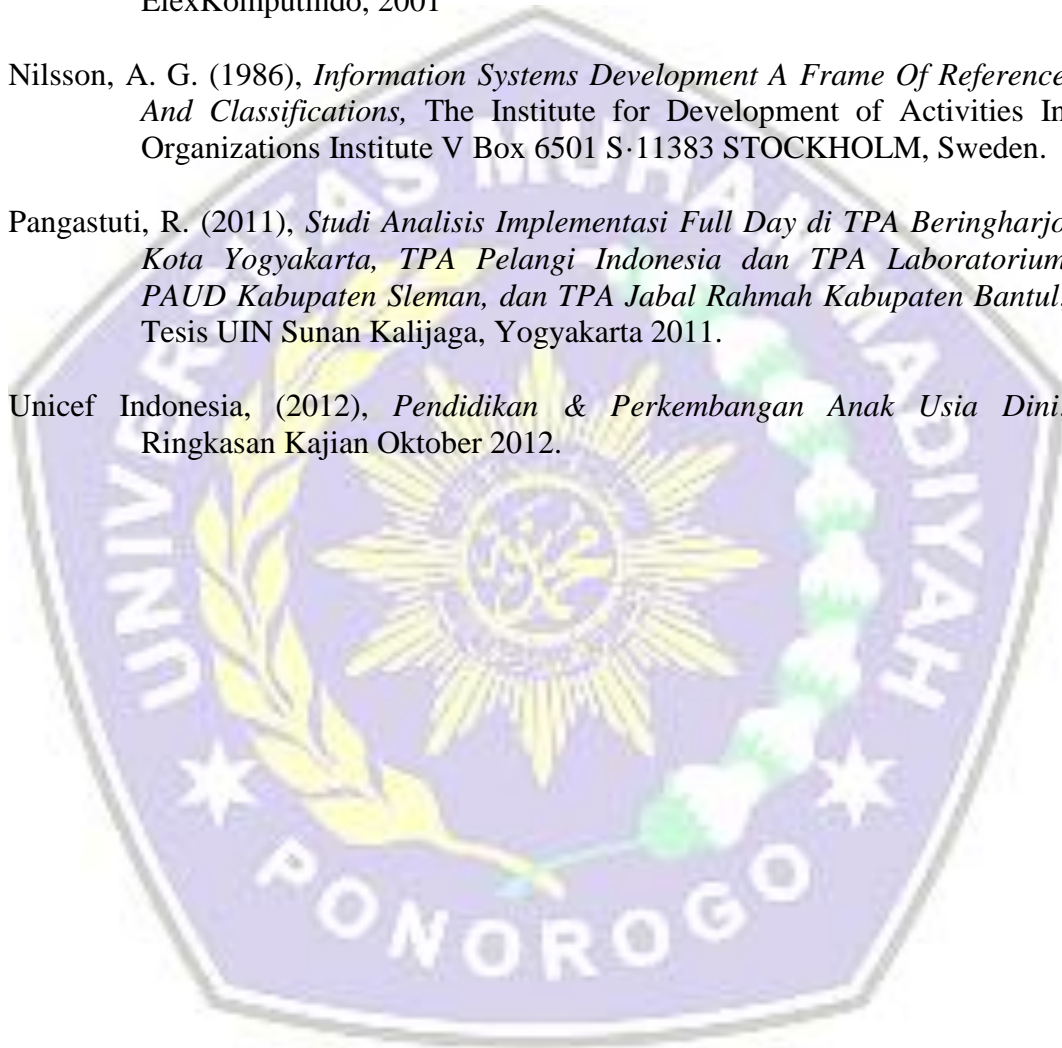 ElexKomputindo, 2001
Nilsson, A. G. (1986), Information Systems Development A Frame Of Reference
And Classifications, The Institute for Development of Activities In
Organizations Institute V Box 6501 S·11383 STOCKHOLM, Sweden.
Pangastuti, R. (2011), Studi Analisis Implementasi Full Day di TPA Beringharjo
Kota Yogyakarta, TPA Pelangi Indonesia dan TPA Laboratorium
PAUD Kabupaten Sleman, dan TPA Jabal Rahmah Kabupaten Bantul.
Tesis UIN Sunan Kalijaga, Yogyakarta 2011.
Unicef Indonesia, (2012), Pendidikan & Perkembangan Anak Usia Dini.
Ringkasan Kajian Oktober 2012.
UNIVERSITAS MUHAMMADIYAH
PONOROGO